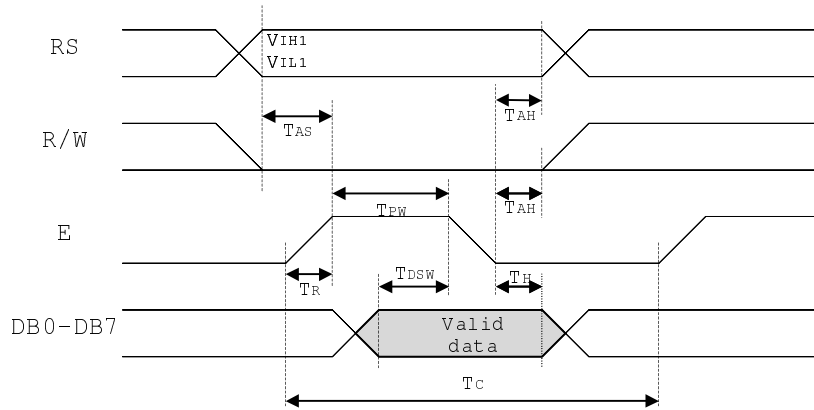 RS
VIH1
VIL1
TAH
TAS
R/W
TAH
TPW
E
TDSW
TH
TR
DB0-DB7
Valid
data
TC